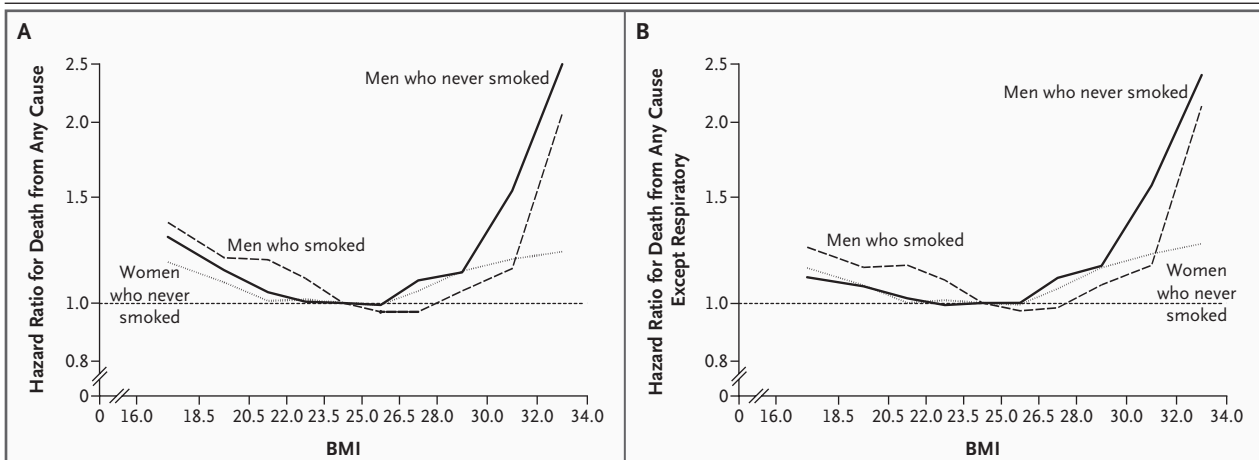 A
Hazard Ratio for Death from Any Cause
2.5
2.0
1.5
1.0
0.8
0
Men who never smoked
Men who smoked
Women
who never
smoked
0 16.0 18.5 20.5 22.0 23.5 25.0 26.5 28.0 30.0 32.0 34.0
BMI
B
Hazard Ratio for Death from Any Cause
Except Respiratory
2.5
2.0
1.5
1.0
0.8
0
Men who never smoked
Men who smoked
Women
who never
smoked
0 16.0 18.5 20.5 22.0 23.5 25.0 26.5 28.0 30.0 32.0 34.0
BMI